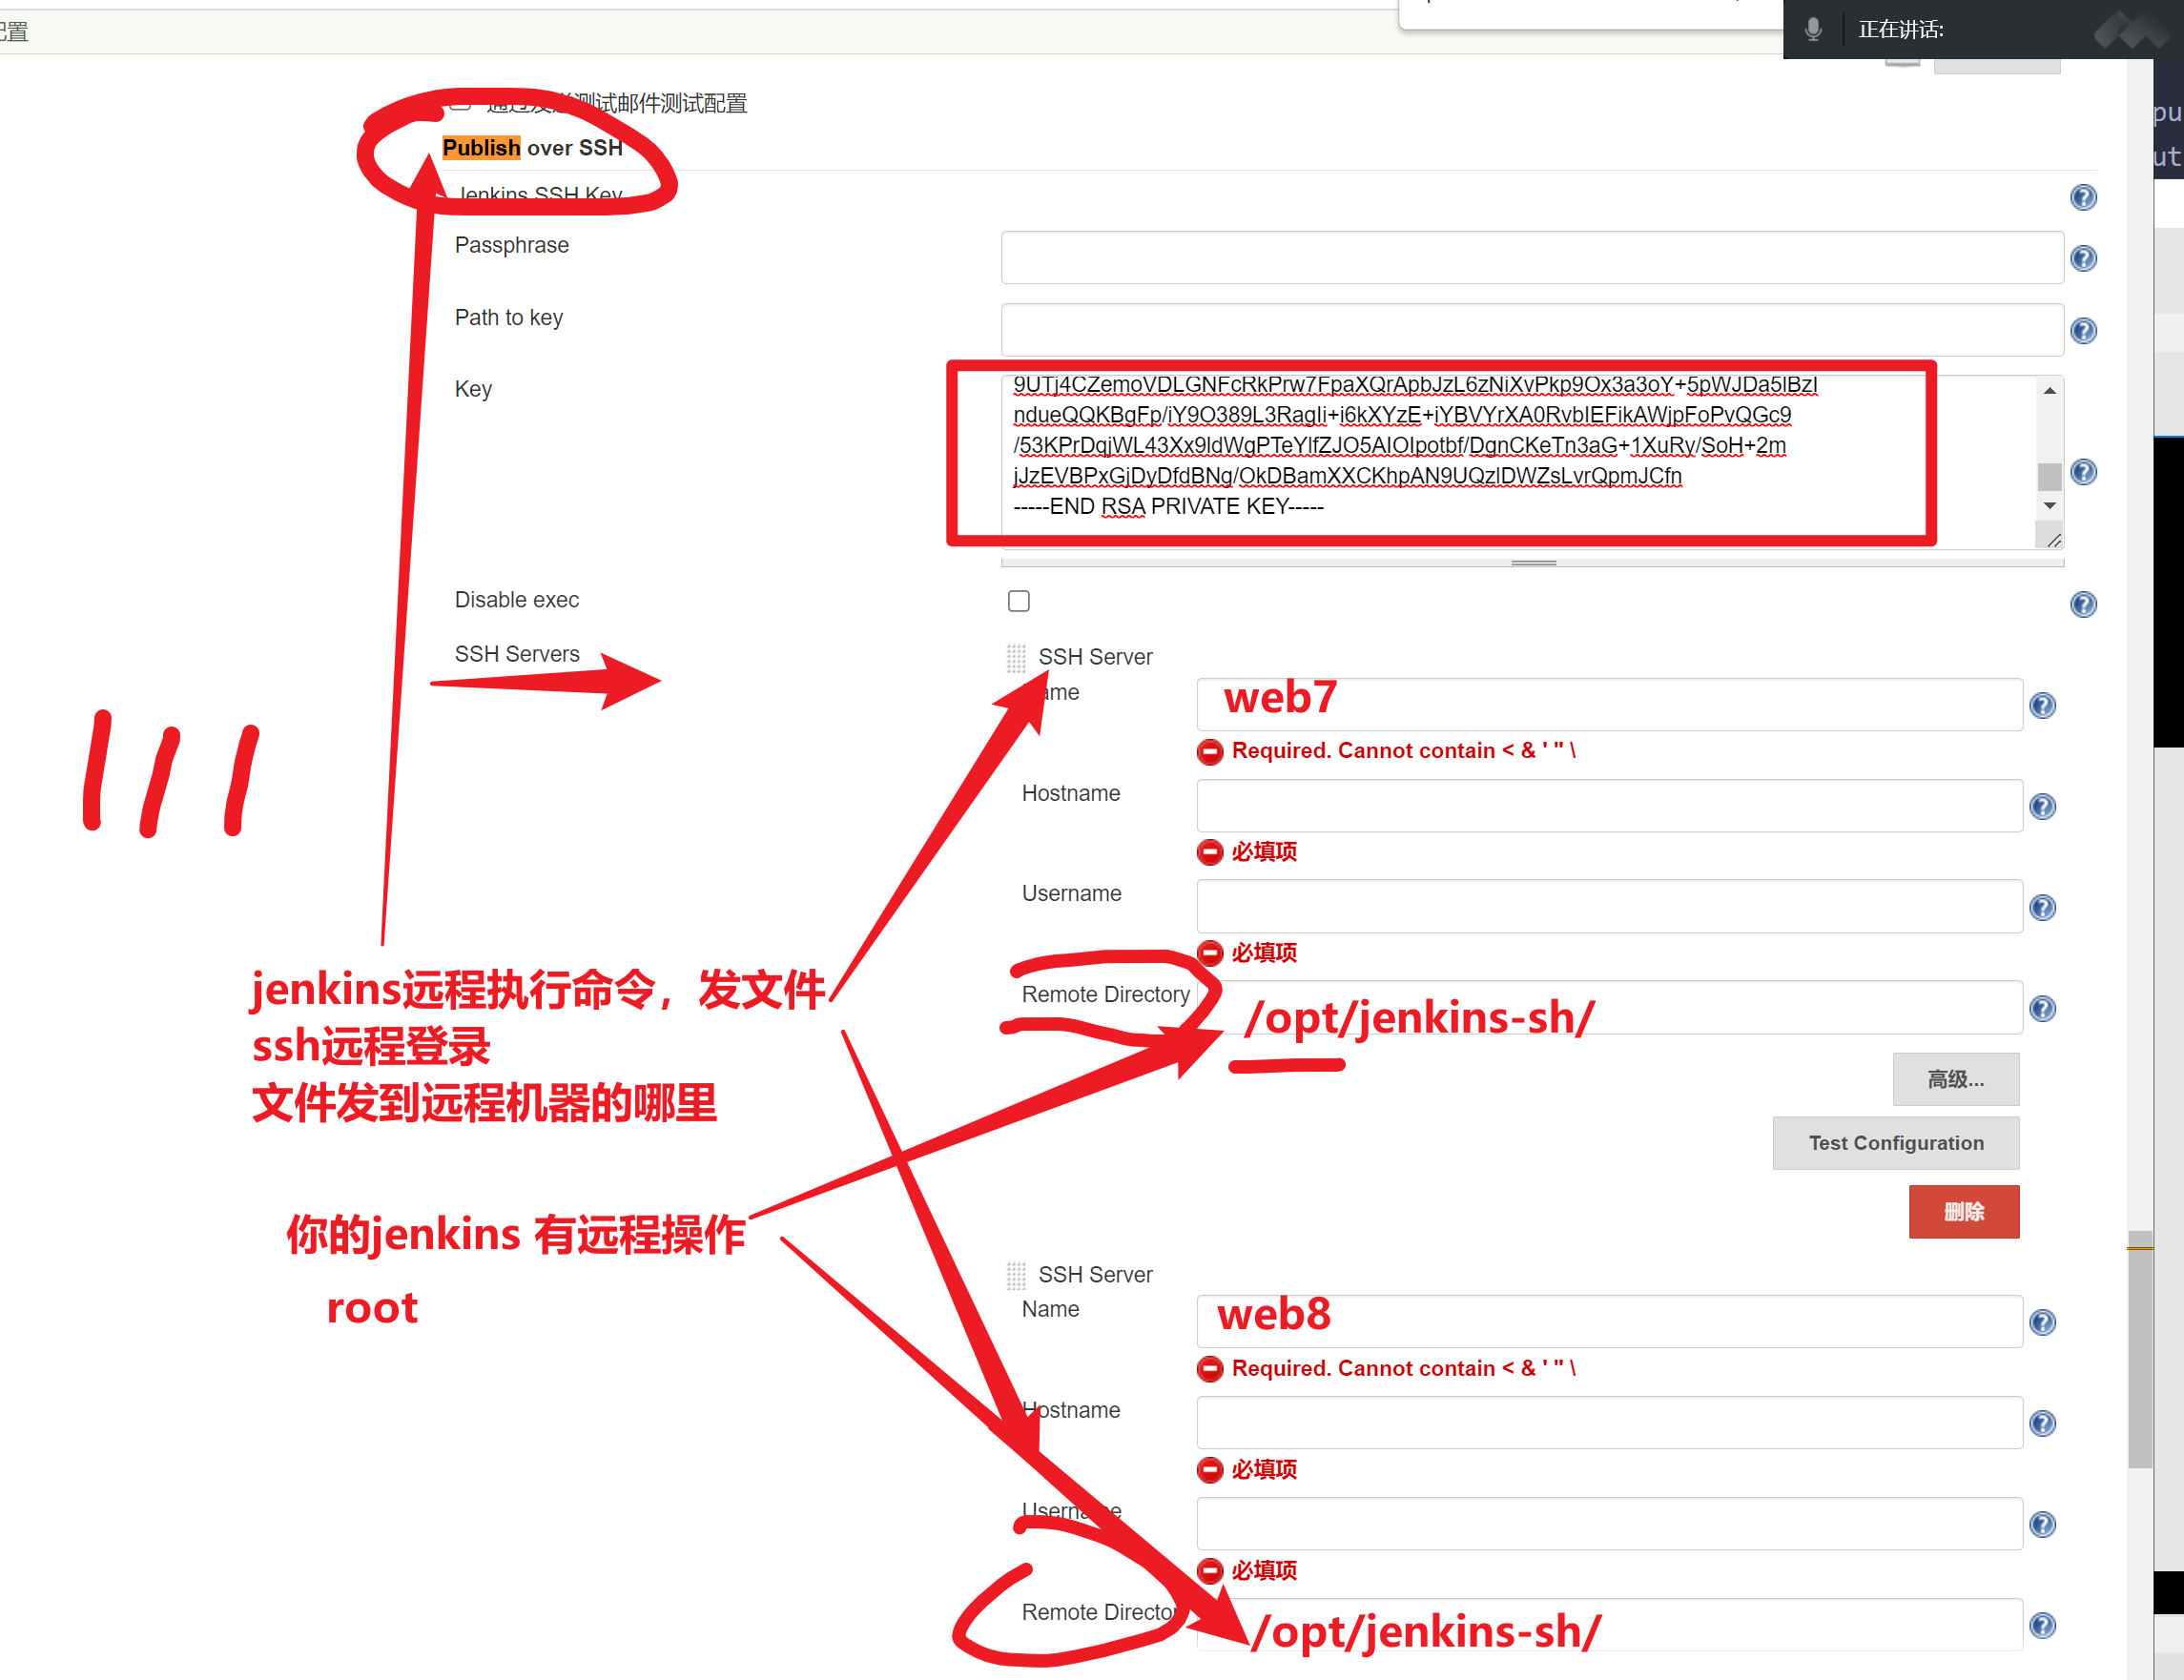 配置
正在讲话:
pu
ut
通过发送测试邮件测试配置
Publish over SSH
Jenkins SSH Key
Passphrase
Path to key
Key
9UTj4CZemoVDLGNFcRkPrw7FpaXQrApbJzL6zNiXvPkp9Ox3a3oY+5pWJDa5lBzI
ndueQQKBgFp/iY9O389L3RagIi+i6kXYzE+iYBVYrXA0RvbIEFikAWjpFoPvQGc9
/53KPrDqjWL43Xx9ldWgPTeYlfZJO5AIOIpotbf/DgnCKeTn3aG+1XuRy/SoH+2m
jJzEVBPxGjDyDfdBNg/OkDBamXXCKhpAN9UQzlDWZsLvrQpmJCfn
-----END RSA PRIVATE KEY-----
Disable exec
SSH Servers
SSH Server
Name
web7
Required. Cannot contain < & ' " \
Hostname
必填项
Username
必填项
Remote Directory
/opt/jenkins-sh/
jenkins远程执行命令，发文件
ssh远程登录
文件发到远程机器的哪里
高级...
Test Configuration
删除
你的jenkins 有远程操作
root
SSH Server
Name
web8
Required. Cannot contain < & ' " \
Hostname
必填项
Username
必填项
Remote Director
/opt/jenkins-sh/